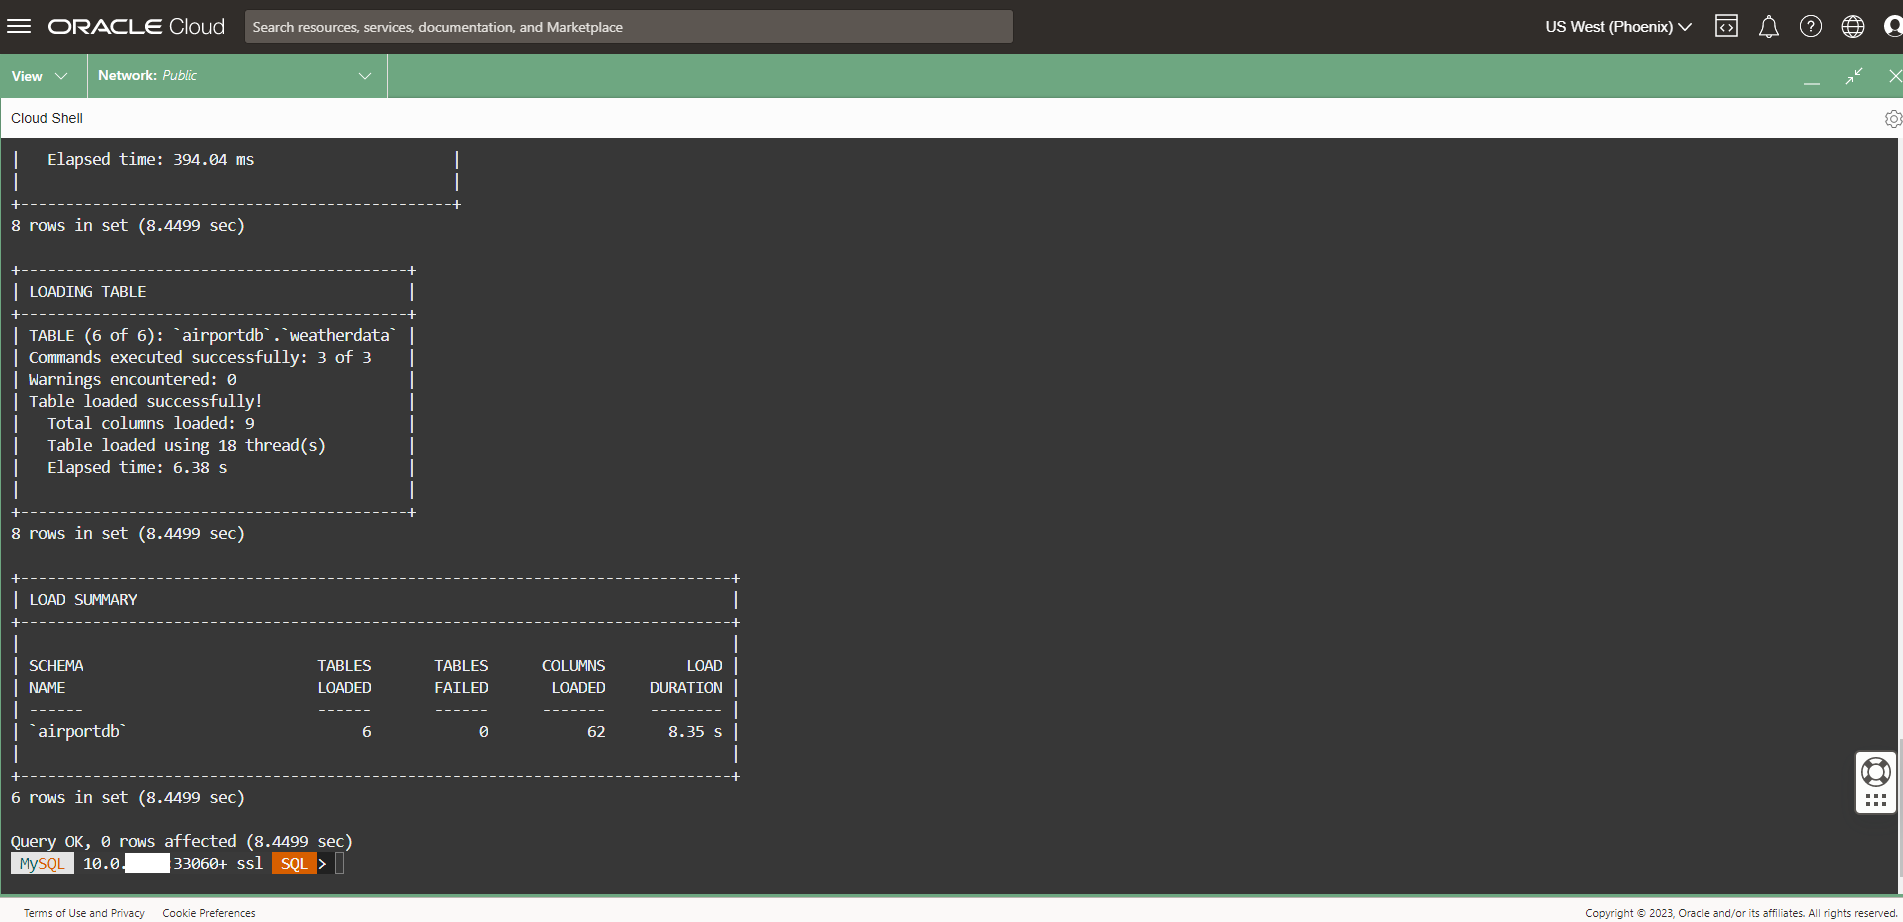 ORACLE Cloud
Search resources, services, documentation, and Marketplace
US West (Phoenix)
View
Network: Public
Cloud Shell
|   Elapsed time: 394.04 ms                      |
|                                                |
+------------------------------------------------+
8 rows in set (8.4499 sec)
+-------------------------------------------+
| LOADING TABLE                             |
+-------------------------------------------+
| TABLE (6 of 6): `airportdb`.`weatherdata` |
| Commands executed successfully: 3 of 3    |
| Warnings encountered: 0                   |
| Table loaded successfully!                |
|   Total columns loaded: 9                 |
|   Table loaded using 18 thread(s)         |
|   Elapsed time: 6.38 s                    |
|                                           |
+-------------------------------------------+
8 rows in set (8.4499 sec)
+-------------------------------------------------------------------------------+
| LOAD SUMMARY                                                                  |
+-------------------------------------------------------------------------------+
|                                                                               |
| SCHEMA                          TABLES       TABLES      COLUMNS         LOAD |
| NAME                            LOADED       FAILED       LOADED     DURATION |
| ------                          ------       ------      -------     -------- |
| `airportdb`                          6            0           62       8.35 s |
|                                                                               |
+-------------------------------------------------------------------------------+
6 rows in set (8.4499 sec)
Query OK, 0 rows affected (8.4499 sec)
MySQL 10.0. 33060+ ssl SQL >
Terms of Use and Privacy Cookie Preferences
Copyright © 2023, Oracle and/or its affiliates. All rights reserved.